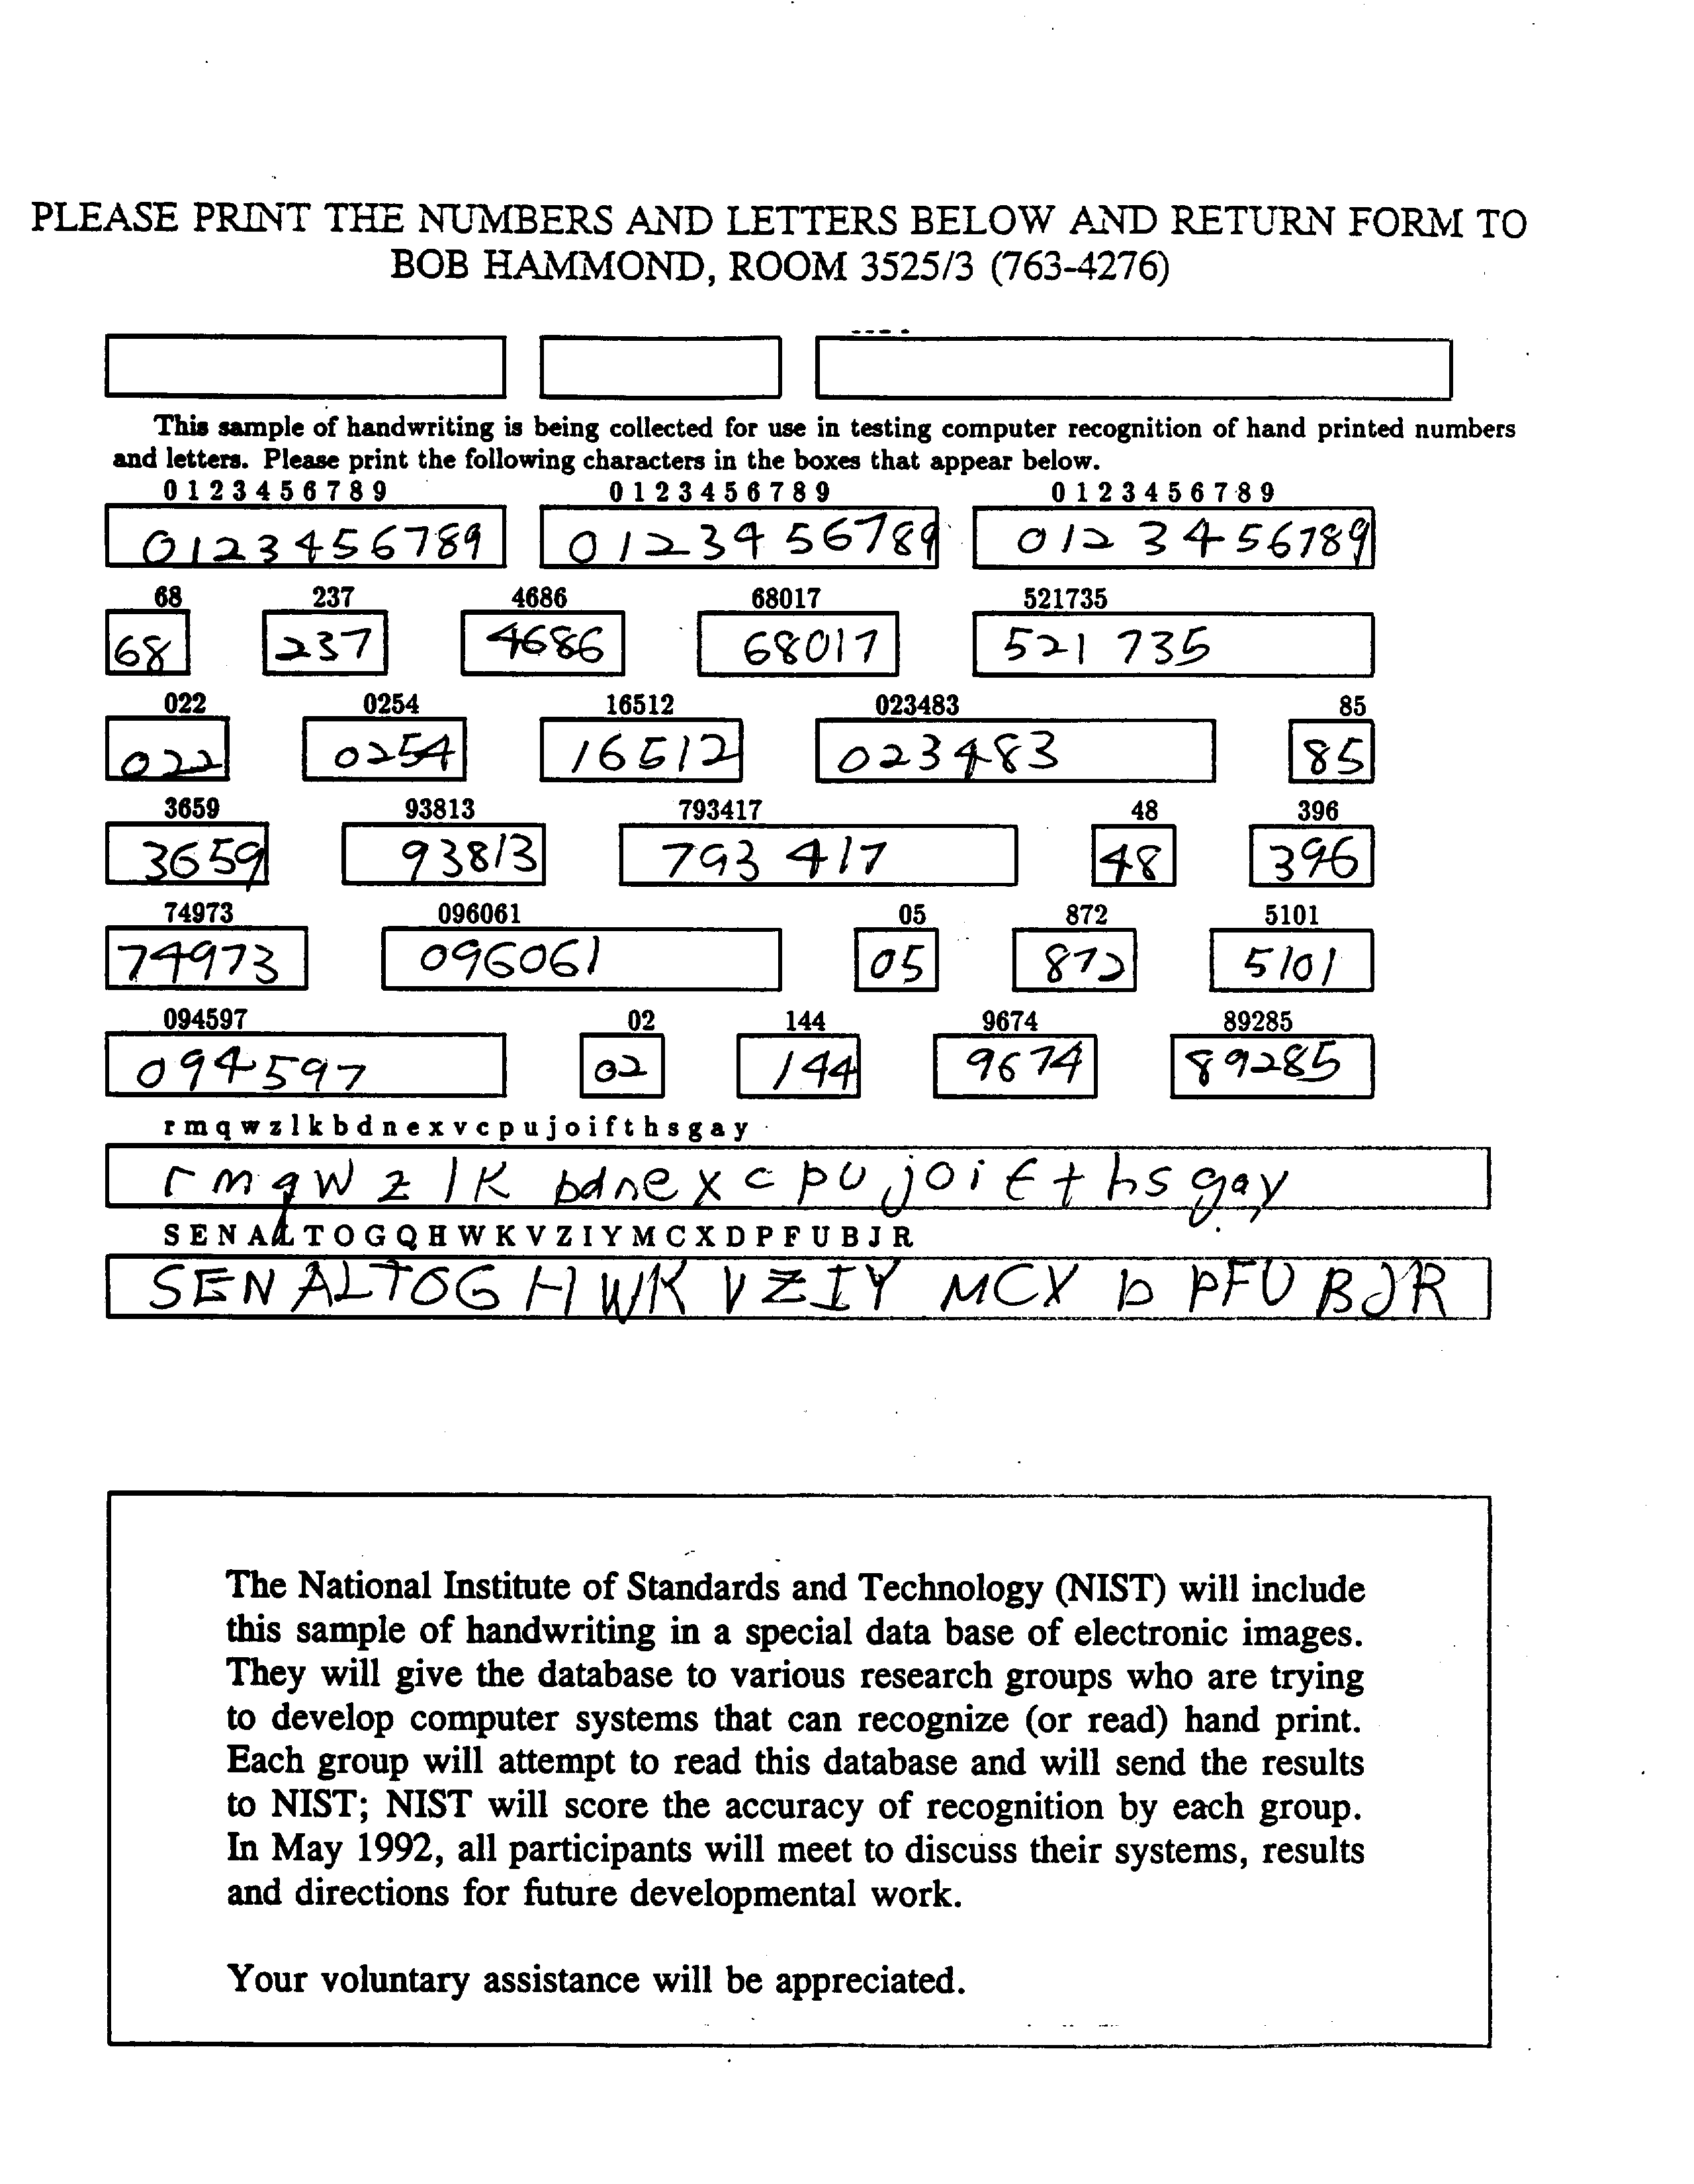 PLEASE PRINT THE NUMBERS AND LETTERS BELOW AND RETURN FORM TO
BOB HAMMOND, ROOM 3525/3 (763-4276)
This sample of handwriting is being collected for use in testing computer recognition of hand printed numbers
and letters. Please print the following characters in the boxes that appear below.
0 1 2 3 4 5 6 7 8 9 0 1 2 3 4 5 6 7 8 9 0 1 2 3 4 5 6 7 8 9
0123456789 0123456789 0123456789
68 237 4686 68017 521735
68 237 4686 68017 521 735
022 0254 16512 023483 85
022 0254 16512 023483 85
3659 93813 793417 48 396
3659 93813 793 417 48 396
74973 096061 05 872 5101
74973 096061 05 872 5101
094597 02 144 9674 89285
094597 02 144 9674 89285
r m q w z l k b d n e x v c p u j o i f t h s g a y
r m q w z l k b d n e x c p u j o i f t h s g a y
S E N A L T O G Q H W K V Z I Y M C X D P F U B J R
S E N A L T O G H W K V Z I Y M C X D P F U B J R
The National Institute of Standards and Technology (NIST) will include
this sample of handwriting in a special data base of electronic images.
They will give the database to various research groups who are trying
to develop computer systems that can recognize (or read) hand print.
Each group will attempt to read this database and will send the results
to NIST; NIST will score the accuracy of recognition by each group.
In May 1992, all participants will meet to discuss their systems, results
and directions for future developmental work.
Your voluntary assistance will be appreciated.